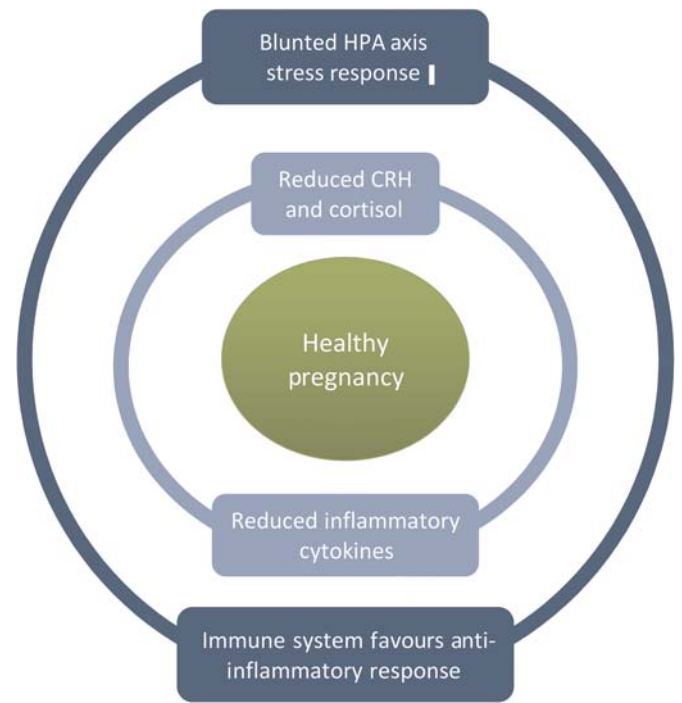 Blunted HPA axis
stress response
Reduced CRH
and cortisol
Healthy
pregnancy
Reduced inflammatory
cytokines
Immune system favours anti-
inflammatory response